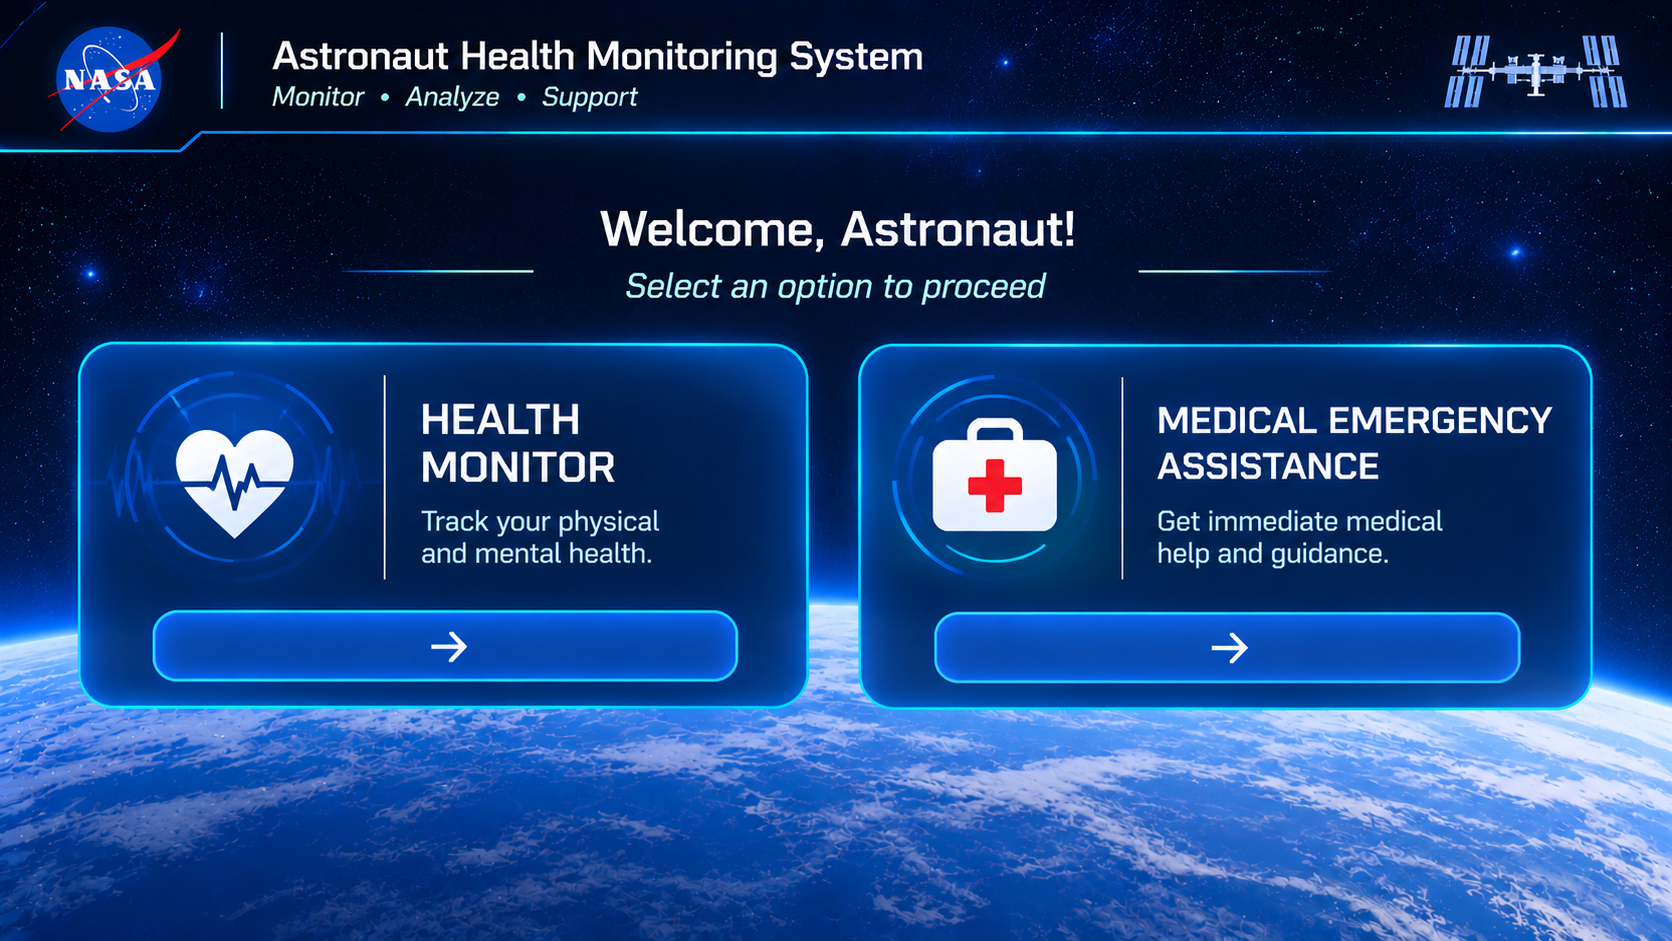 NASA
Astronaut Health Monitoring System
Monitor • Analyze • Support
Welcome, Astronaut!
Select an option to proceed
HEALTH
MONITOR
Track your physical
and mental health.
MEDICAL EMERGENCY
ASSISTANCE
Get immediate medical
help and guidance.